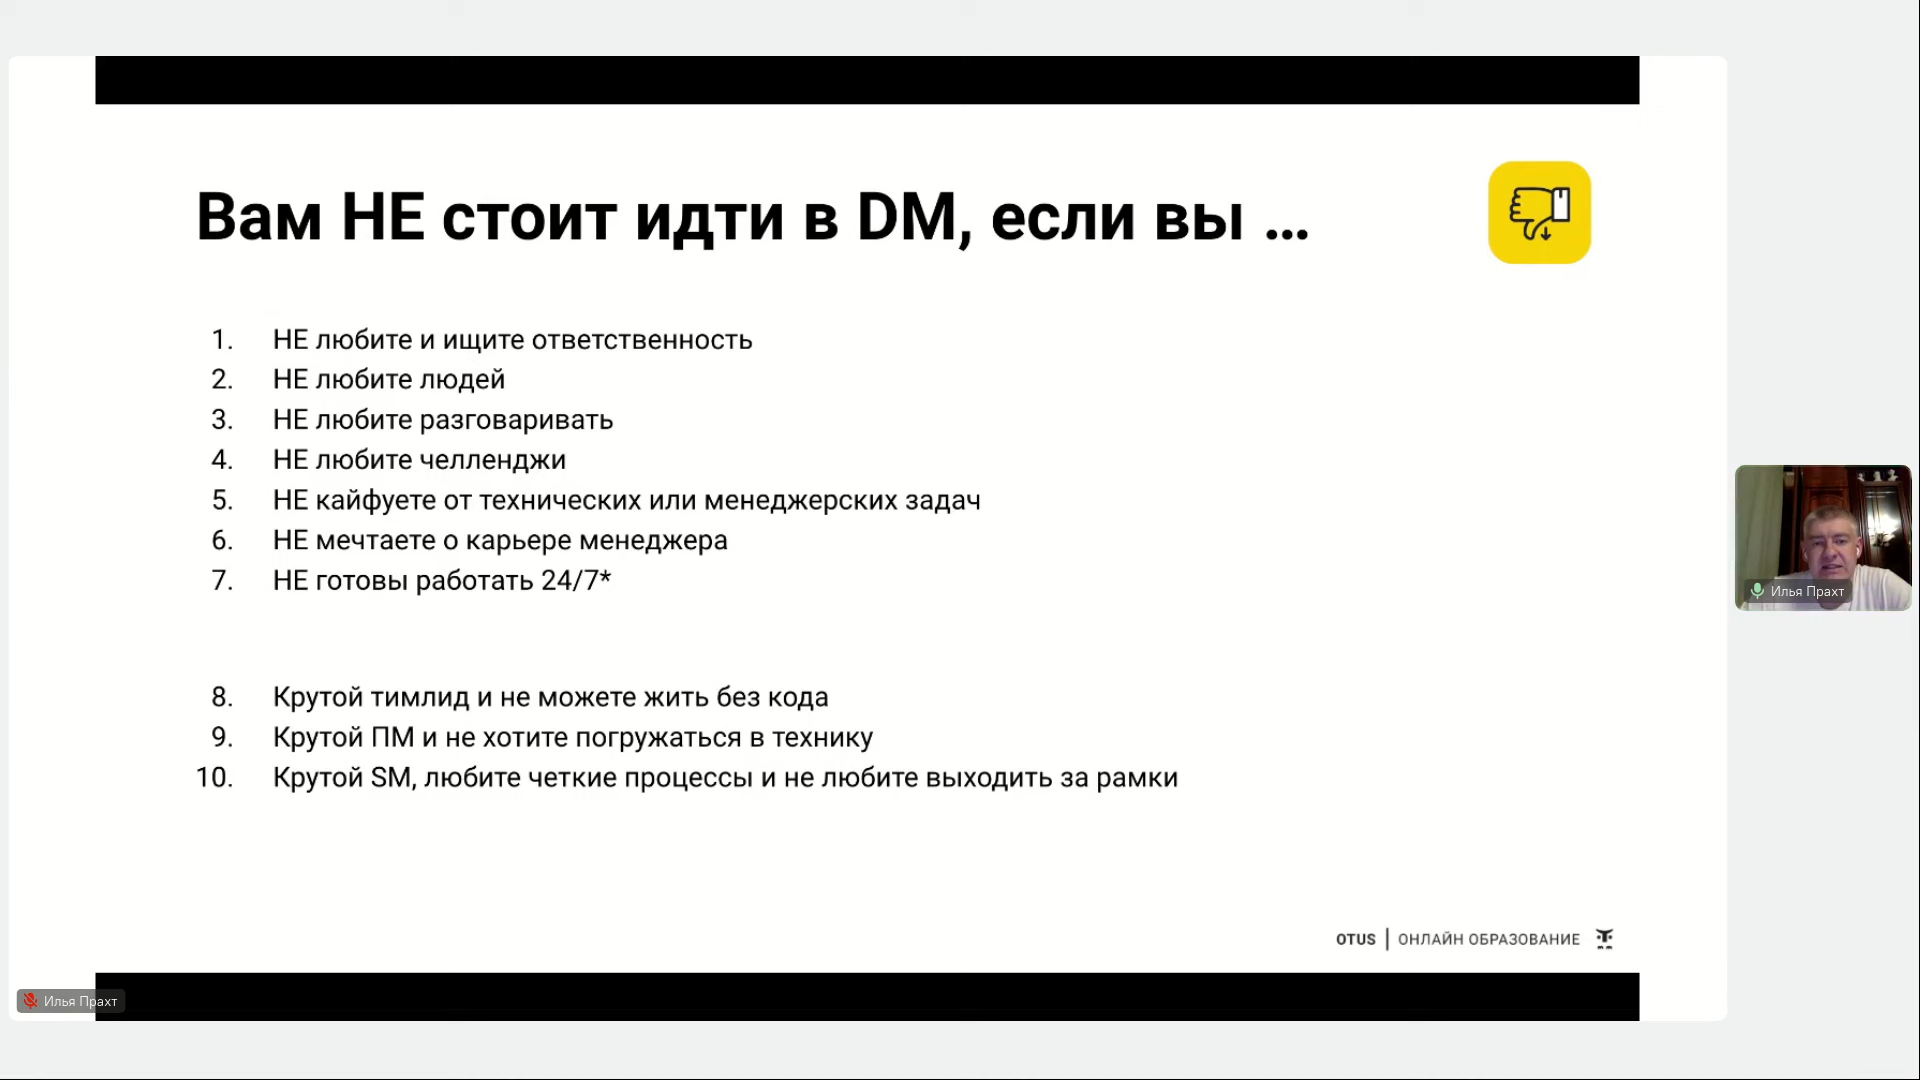 Вам НЕ стоит идти в DM, если вы ...
1. НЕ любите и ищите ответственность
2. НЕ любите людей
3. НЕ любите разговаривать
4. НЕ любите челленджи
5. НЕ кайфуете от технических или менеджерских задач
6. НЕ мечтаете о карьере менеджера
7. НЕ готовы работать 24/7*
8. Крутой тимлид и не можете жить без кода
9. Крутой ПМ и не хотите погружаться в технику
10. Крутой SM, любите четкие процессы и не любите выходить за рамки
OTUS | ОНЛАЙН ОБРАЗОВАНИЕ
Илья Прахт
Илья Прахт